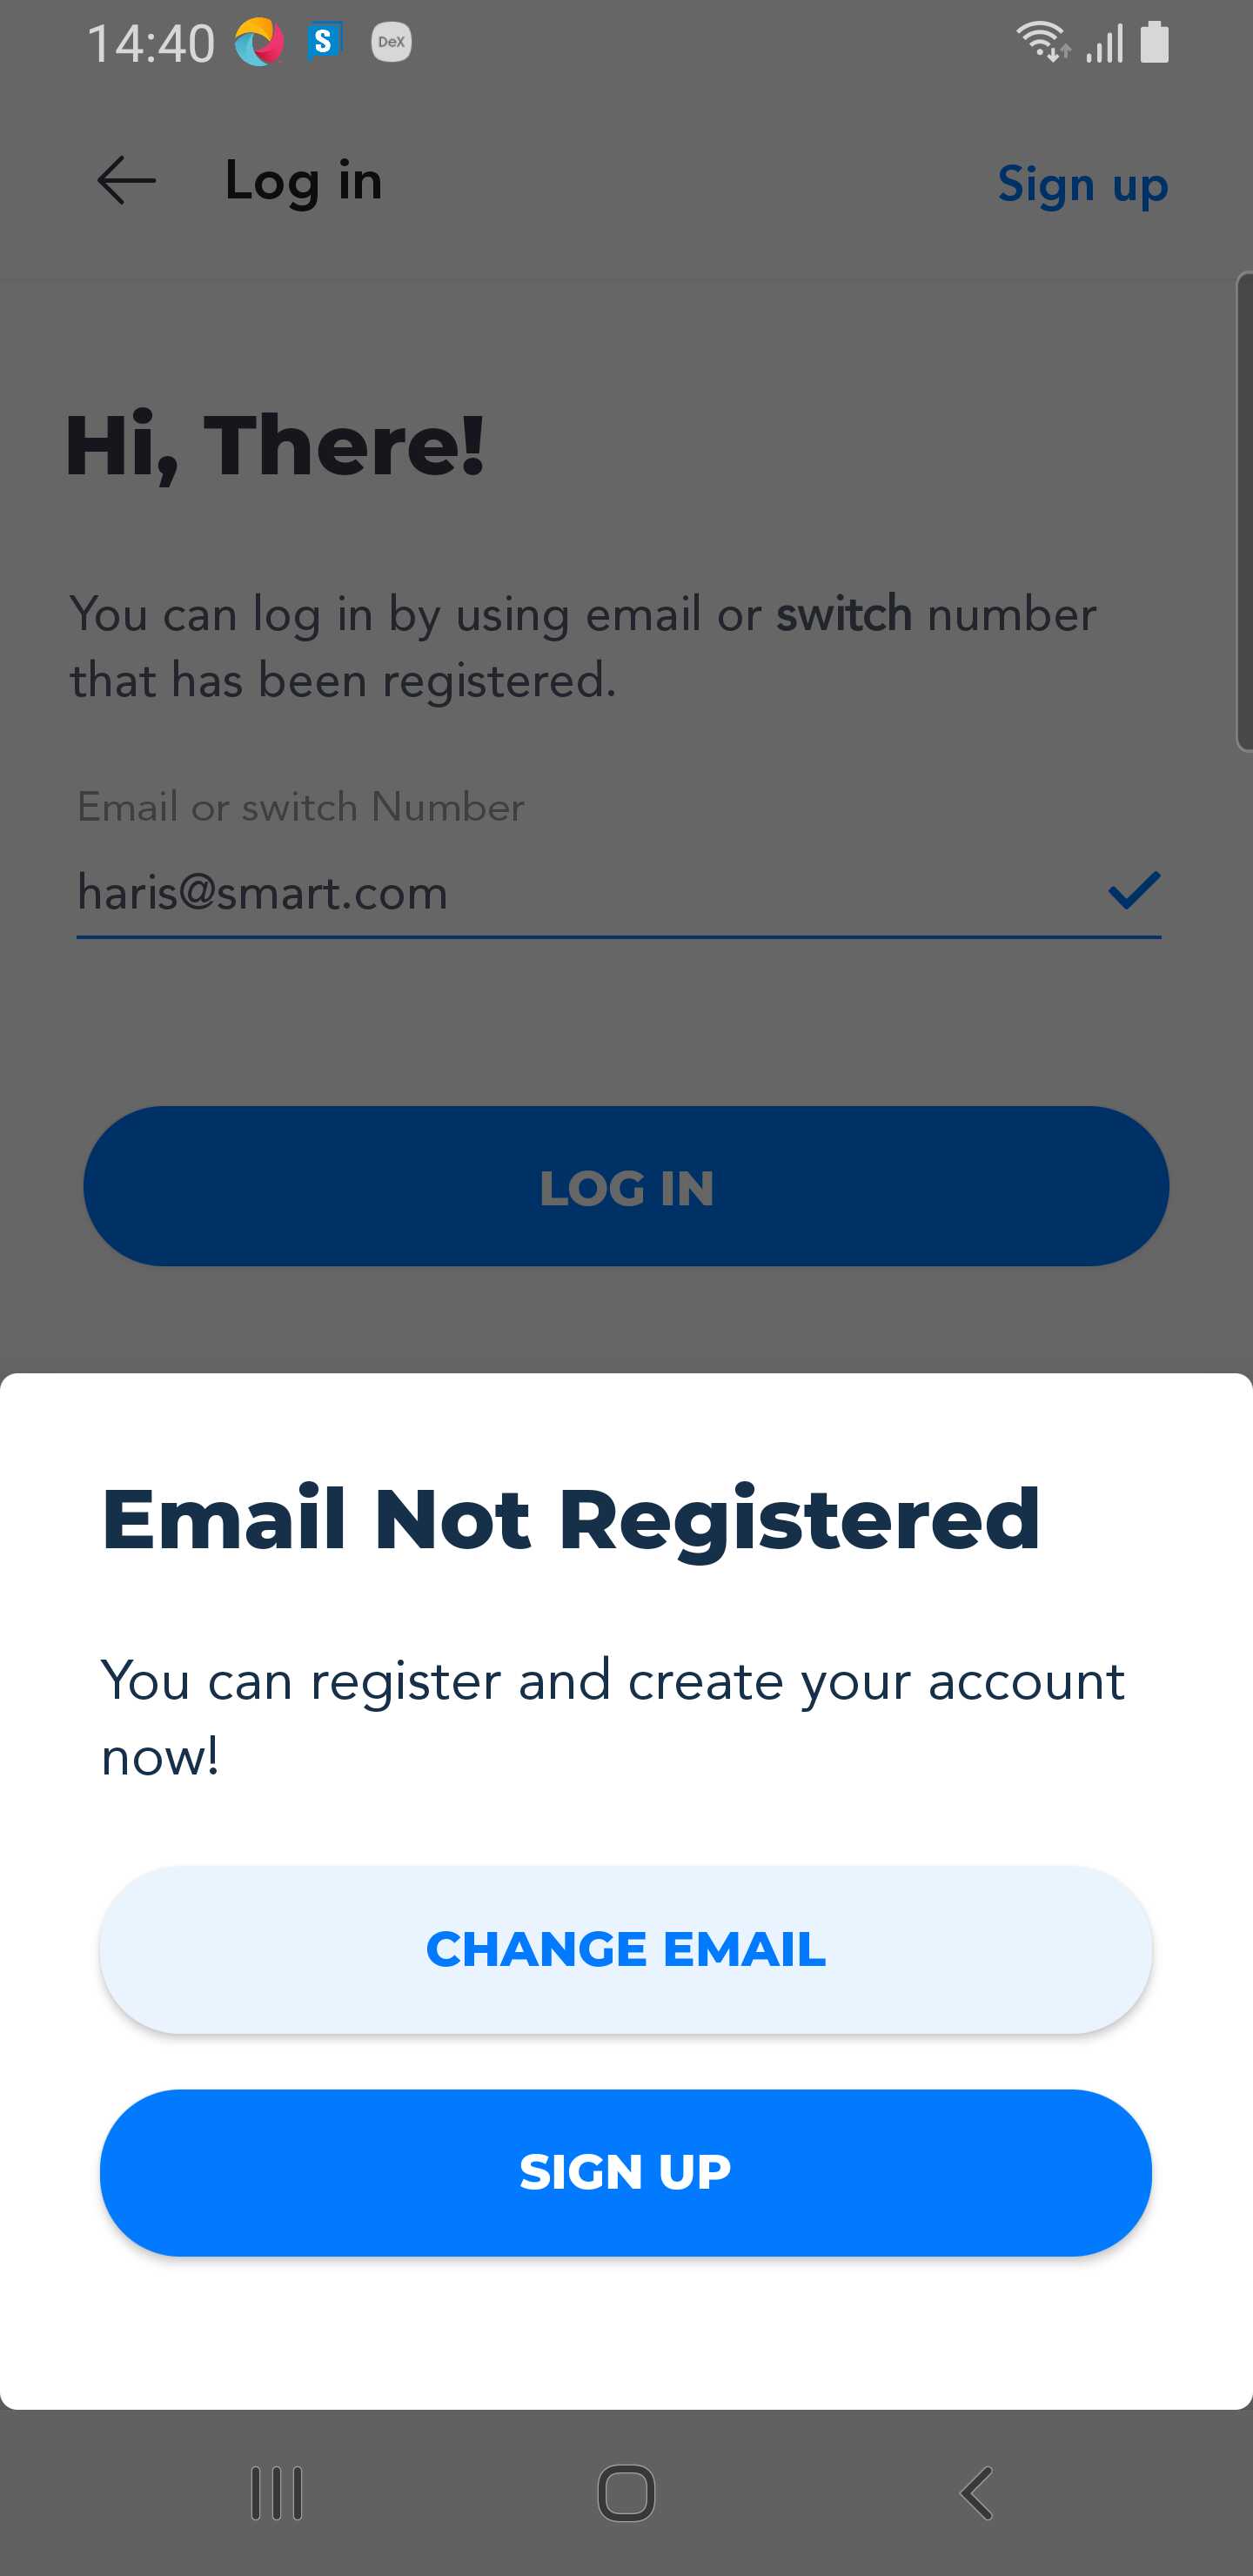 14:40 S DeX
Log in
Sign up
Hi, There!
You can log in by using email or switch number
that has been registered.
Email or switch Number
haris@smart.com
LOG IN
Email Not Registered
You can register and create your account
now!
CHANGE EMAIL
SIGN UP